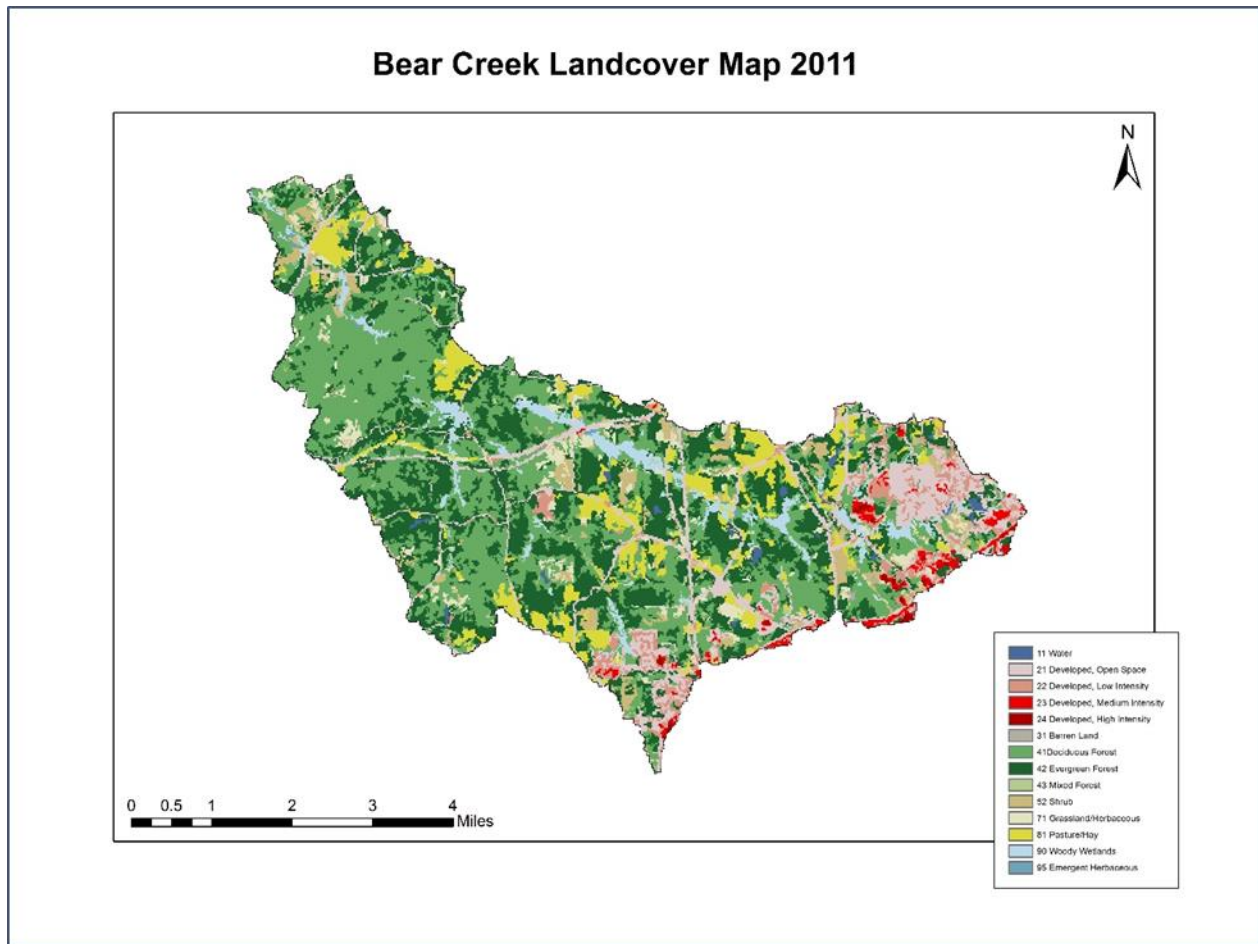 Bear Creek Landcover Map 2011
N
11 Water
21 Developed, Open Space
22 Developed, Low Intensity
23 Developed, Medium Intensity
24 Developed, High Intensity
31 Berren Land
41Dociduous Forest
42 Evergreen Forest
43 Mixed Forest
52 Shrub
71 Grassland/Herbaceous
81 Pasture/Hay
90 Woody Wetlands
95 Emergent Herbaceous
0 0.5 1 2 3 4
Miles